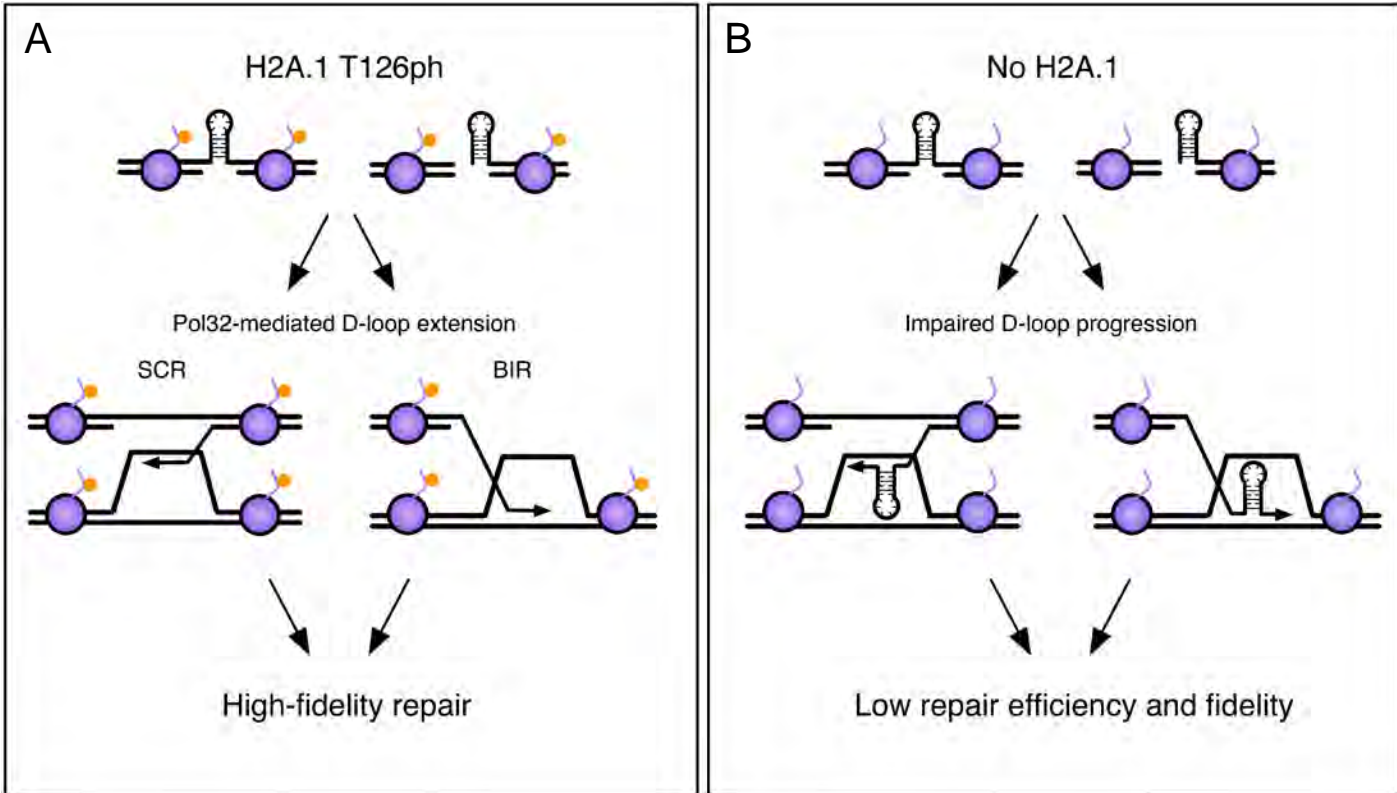 A
H2A.1 T126ph
Pol32-mediated D-loop extension
SCR
BIR
High-fidelity repair
B
No H2A.1
Impaired D-loop progression
Low repair efficiency and fidelity